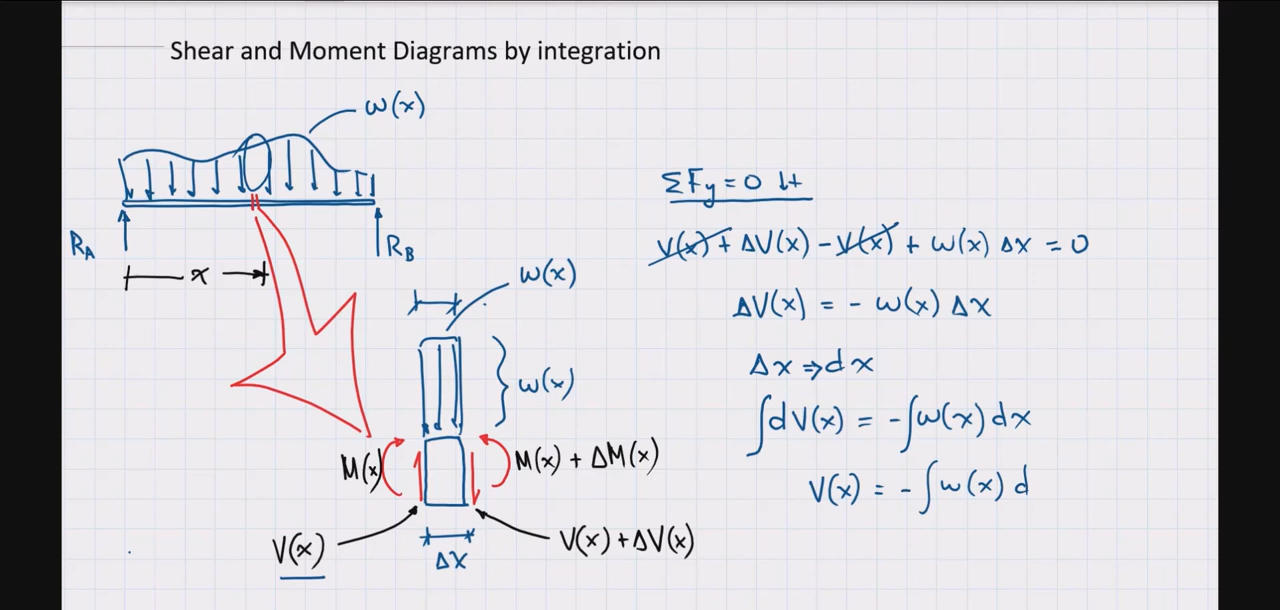 Shear and Moment Diagrams by integration
ω(x)
R_A
R_B
x
ΣFy = 0 ↓+
V(x) + ΔV(x) - V(x) + ω(x) Δx = 0
ω(x)
ΔV(x) = - ω(x) Δx
Δx ⇒ dx
ω(x)
∫dV(x) = -∫ω(x) dx
M(x)
M(x) + ΔM(x)
V(x) = - ∫ω(x) d
V(x)
V(x) + ΔV(x)
Δx